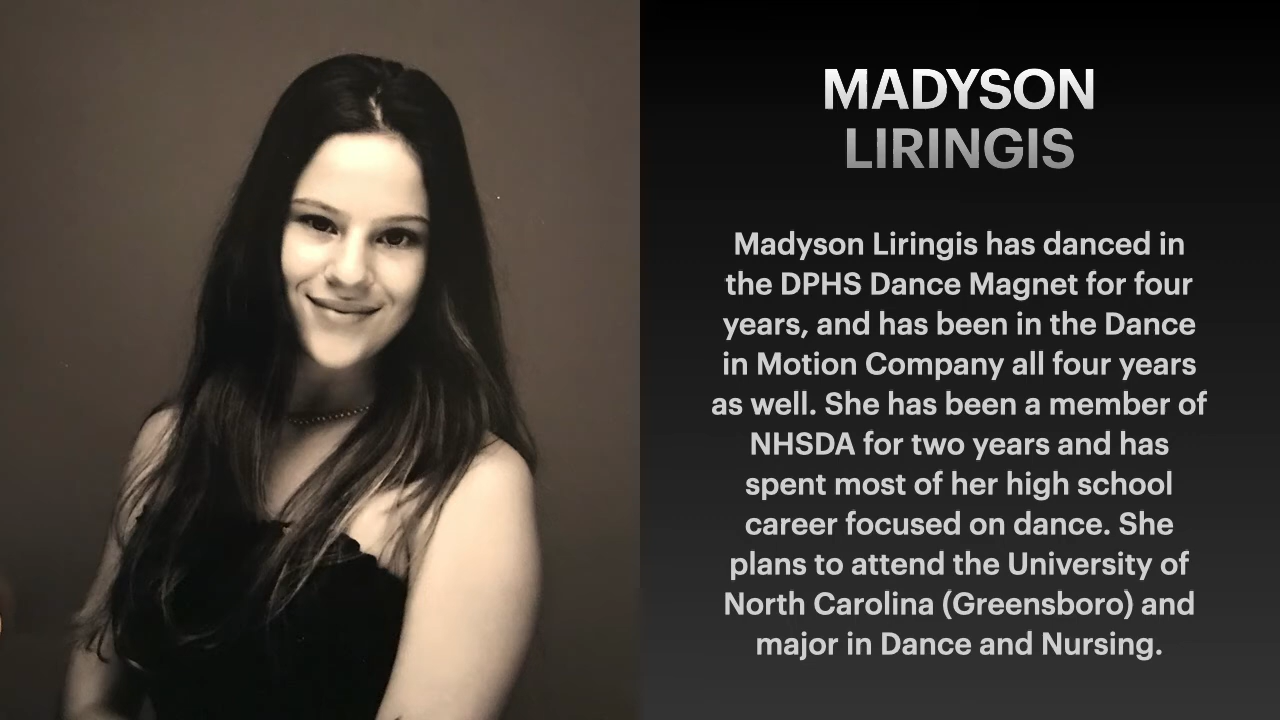 MADYSON
LIRINGIS
Madyson Liringis has danced in
the DPHS Dance Magnet for four
years, and has been in the Dance
in Motion Company all four years
as well. She has been a member of
NHSDA for two years and has
spent most of her high school
career focused on dance. She
plans to attend the University of
North Carolina (Greensboro) and
major in Dance and Nursing.